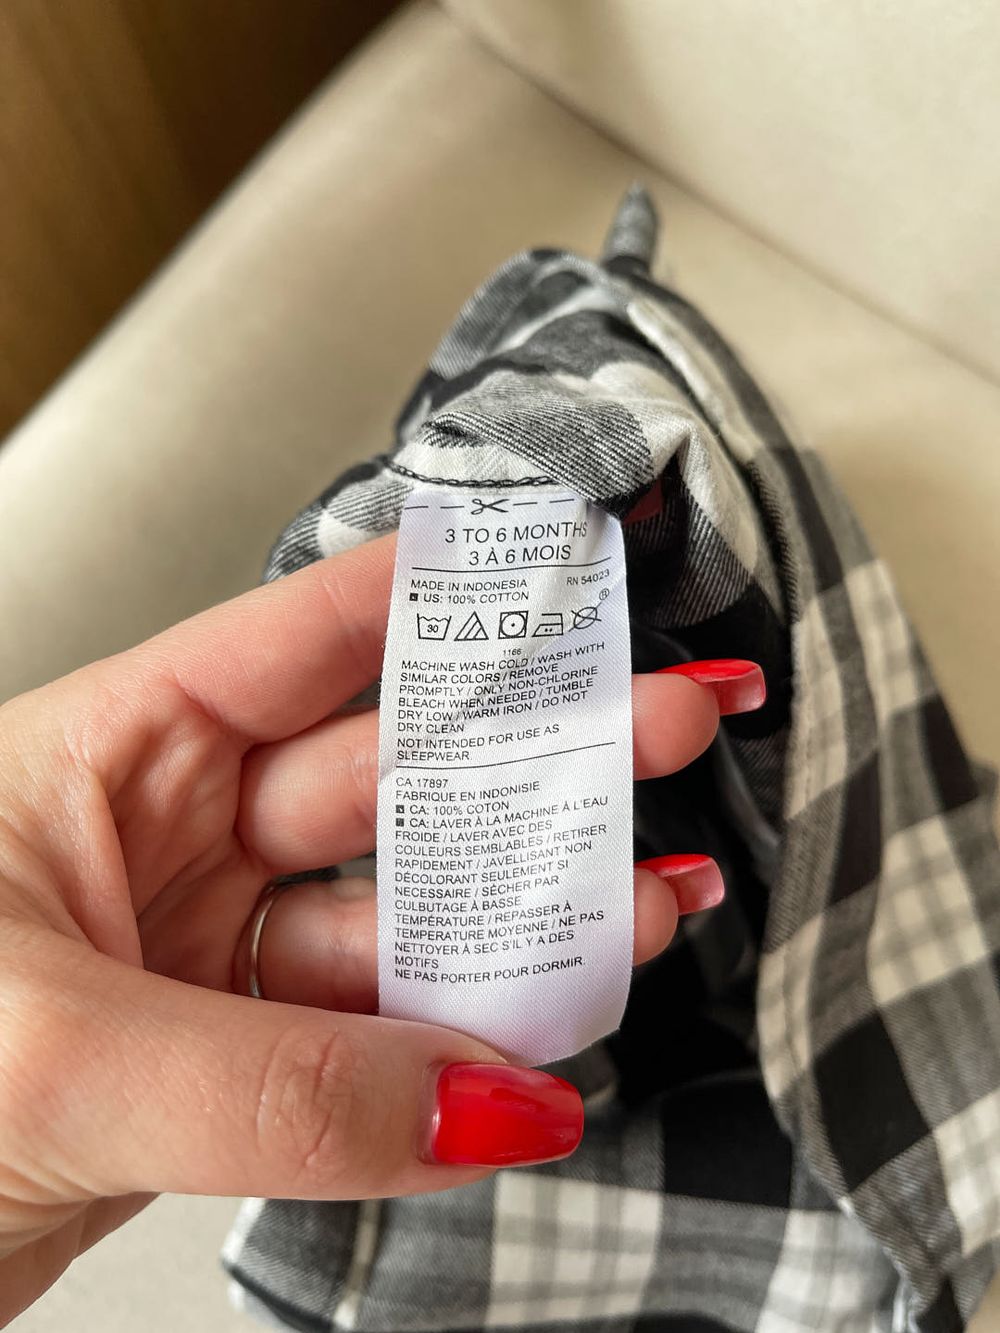 3 TO 6 MONTHS
3 À 6 MOIS
MADE IN INDONESIA RN 54023
US: 100% COTTON
30 ®
1166
MACHINE WASH COLD / WASH WITH
SIMILAR COLORS / REMOVE
PROMPTLY / ONLY NON-CHLORINE
BLEACH WHEN NEEDED / TUMBLE
DRY LOW / WARM IRON / DO NOT
DRY CLEAN
NOT INTENDED FOR USE AS
SLEEPWEAR
CA 17897
FABRIQUE EN INDONISIE
CA: 100% COTON
CA: LAVER À LA MACHINE À L'EAU
FROIDE / LAVER AVEC DES
COULEURS SEMBLABLES / RETIRER
RAPIDEMENT / JAVELLISANT NON
DÉCOLORANT SEULEMENT SI
NECESSAIRE / SÉCHER PAR
CULBUTAGE À BASSE
TEMPÉRATURE / REPASSER À
TEMPERATURE MOYENNE / NE PAS
NETTOYER À SEC S'IL Y A DES
MOTIFS
NE PAS PORTER POUR DORMIR.